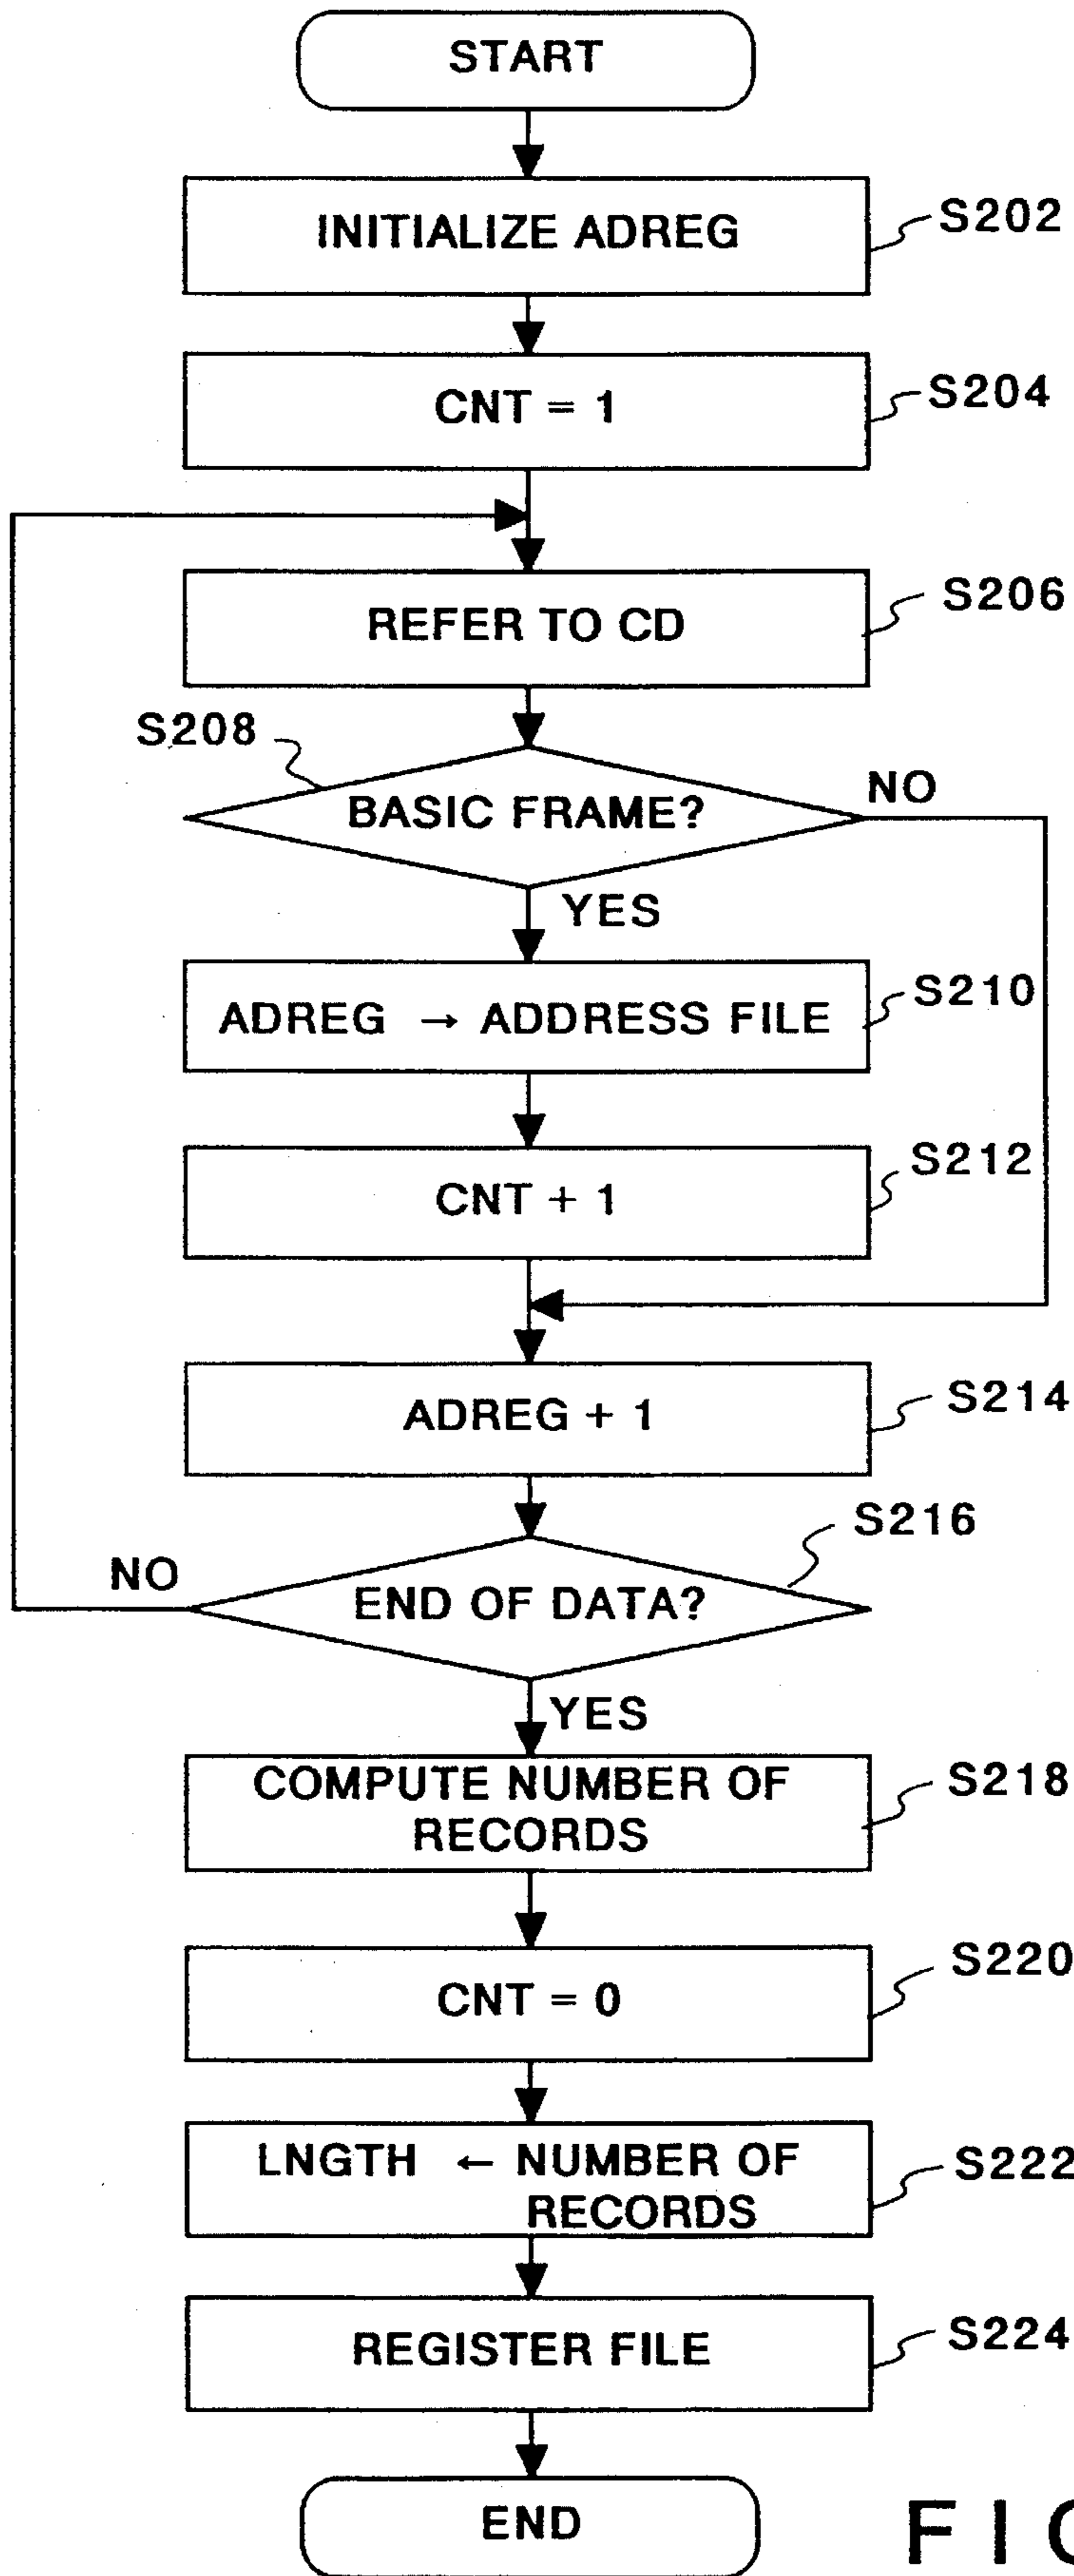 START
INITIALIZE ADREG
S202
CNT = 1
S204
REFER TO CD
S206
S208
BASIC FRAME?
NO
YES
ADREG → ADDRESS FILE
S210
CNT + 1
S212
ADREG + 1
S214
S216
NO
END OF DATA?
YES
COMPUTE NUMBER OF
RECORDS
S218
CNT = 0
S220
LNGTH ← NUMBER OF
RECORDS
S222
REGISTER FILE
S224
END